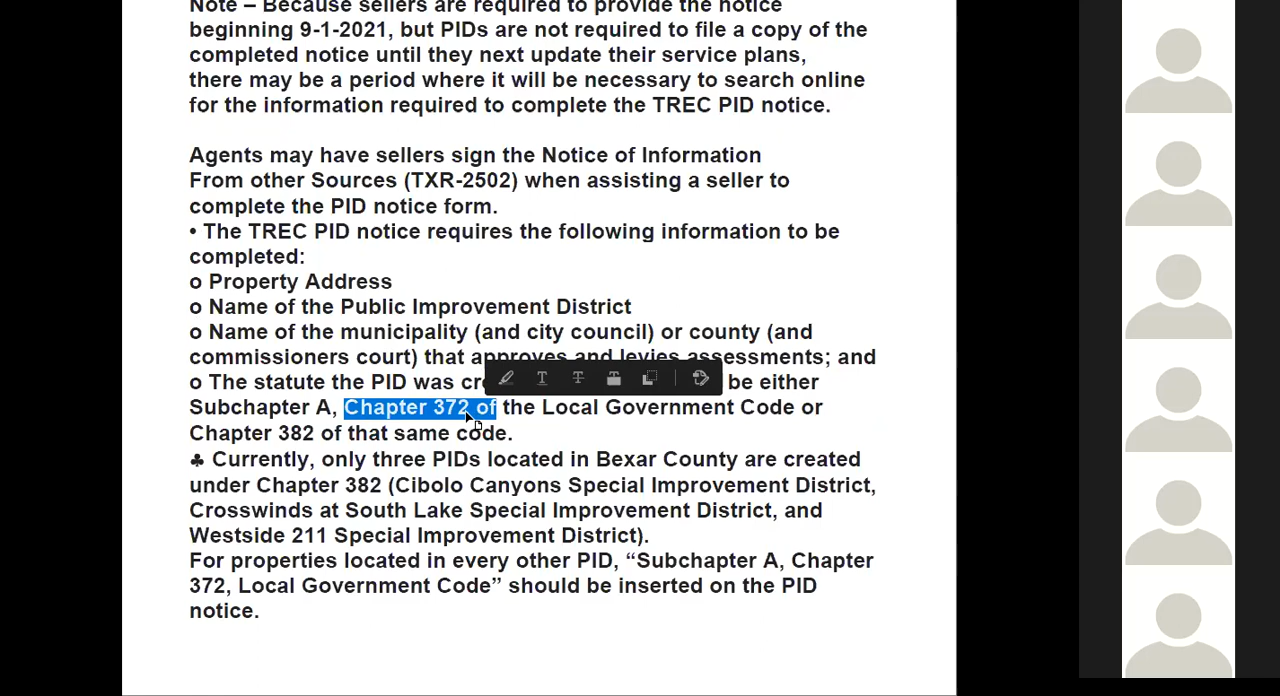 Note – Because sellers are required to provide the notice
beginning 9-1-2021, but PIDs are not required to file a copy of the
completed notice until they next update their service plans,
there may be a period where it will be necessary to search online
for the information required to complete the TREC PID notice.
Agents may have sellers sign the Notice of Information
From other Sources (TXR-2502) when assisting a seller to
complete the PID notice form.
• The TREC PID notice requires the following information to be
completed:
o Property Address
o Name of the Public Improvement District
o Name of the municipality (and city council) or county (and
commissioners court) that approves and levies assessments; and
o The statute the PID was be either
Subchapter A, Chapter 372 of the Local Government Code or
Chapter 382 of that same code.
♣ Currently, only three PIDs located in Bexar County are created
under Chapter 382 (Cibolo Canyons Special Improvement District,
Crosswinds at South Lake Special Improvement District, and
Westside 211 Special Improvement District).
For properties located in every other PID, “Subchapter A, Chapter
372, Local Government Code” should be inserted on the PID
notice.